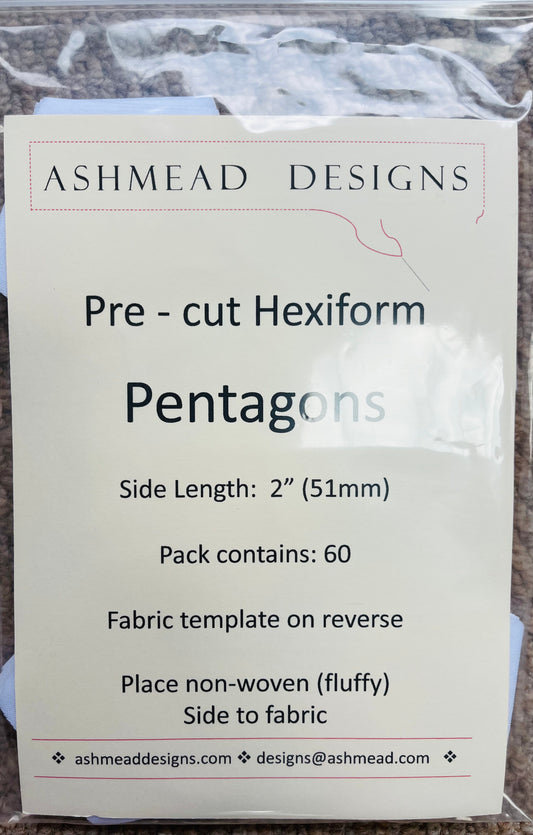 ASHMEAD DESIGNS
Pre - cut Hexiform
Pentagons
Side Length: 2” (51mm)
Pack contains: 60
Fabric template on reverse
Place non-woven (fluffy)
Side to fabric
❖ ashmeaddesigns.com ❖ designs@ashmead.com ❖